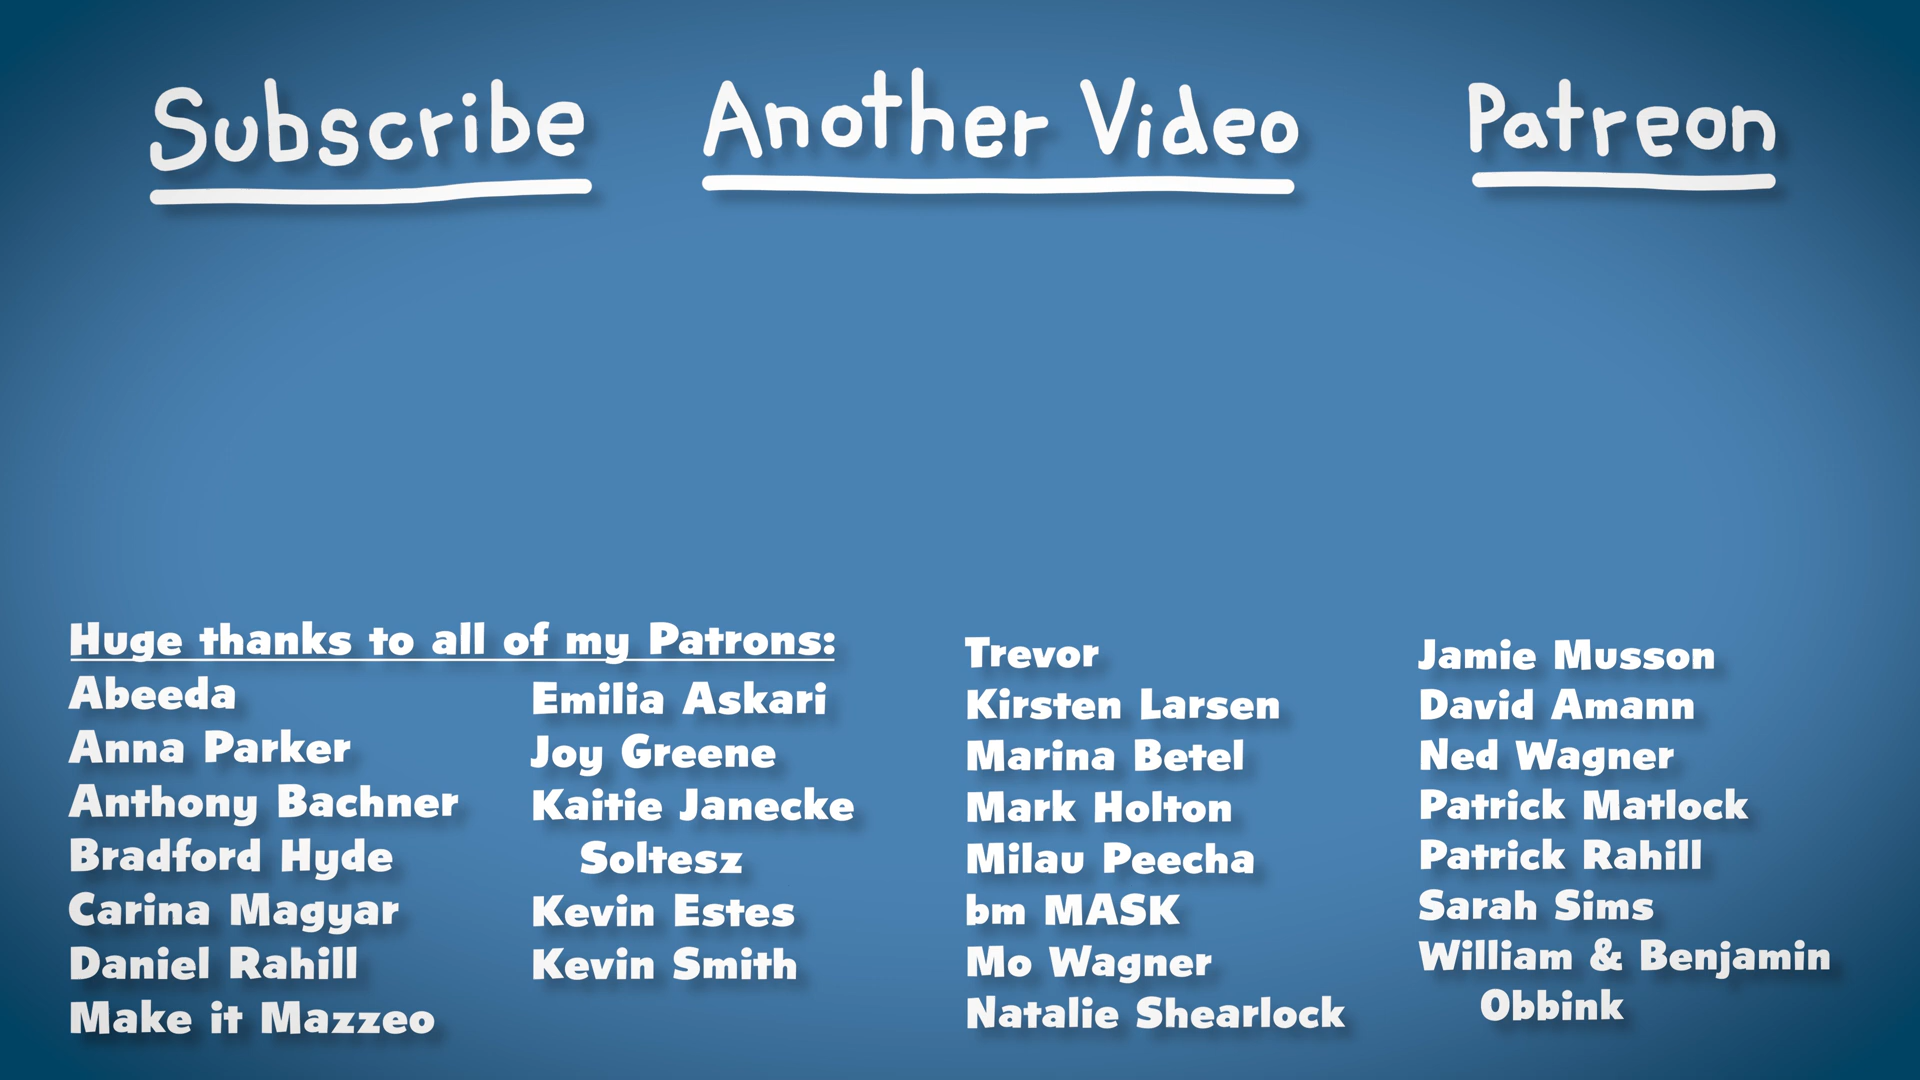 Subscribe
Another Video
Patreon
Huge thanks to all of my Patrons:
Abeeda
Anna Parker
Anthony Bachner
Bradford Hyde
Carina Magyar
Daniel Rahill
Make it Mazzeo
Emilia Askari
Joy Greene
Kaitie Janecke
Soltesz
Kevin Estes
Kevin Smith
Trevor
Kirsten Larsen
Marina Betel
Mark Holton
Milau Peecha
bm MASK
Mo Wagner
Natalie Shearlock
Jamie Musson
David Amann
Ned Wagner
Patrick Matlock
Patrick Rahill
Sarah Sims
William & Benjamin
Obbink